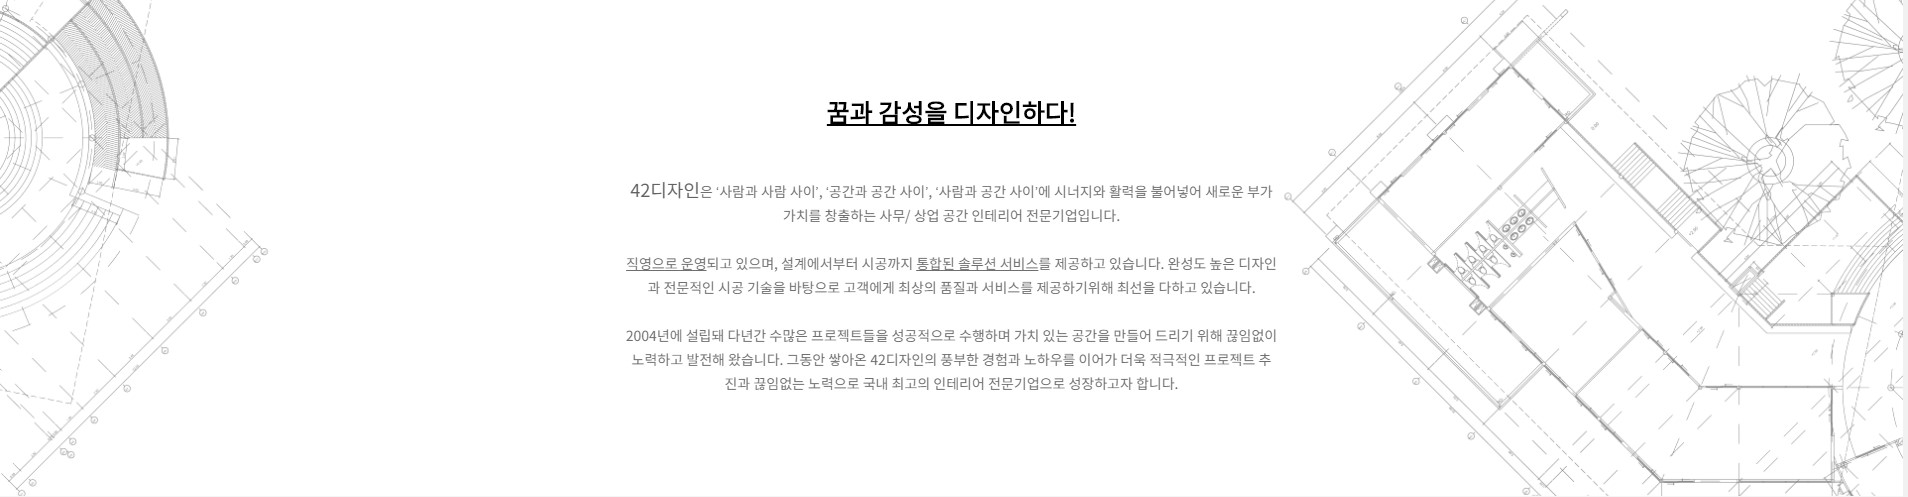 꿈과 감성을 디자인하다!
42디자인은 ‘사람과 사람 사이’, ‘공간과 공간 사이’, ‘사람과 공간 사이’에 시너지와 활력을 불어넣어 새로운 부가
가치를 창출하는 사무/ 상업 공간 인테리어 전문기업입니다.
직영으로 운영되고 있으며, 설계에서부터 시공까지 통합된 솔루션 서비스를 제공하고 있습니다. 완성도 높은 디자인
과 전문적인 시공 기술을 바탕으로 고객에게 최상의 품질과 서비스를 제공하기위해 최선을 다하고 있습니다.
2004년에 설립돼 다년간 수많은 프로젝트들을 성공적으로 수행하며 가치 있는 공간을 만들어 드리기 위해 끊임없이
노력하고 발전해 왔습니다. 그동안 쌓아온 42디자인의 풍부한 경험과 노하우를 이어가 더욱 적극적인 프로젝트 추
진과 끊임없는 노력으로 국내 최고의 인테리어 전문기업으로 성장하고자 합니다.